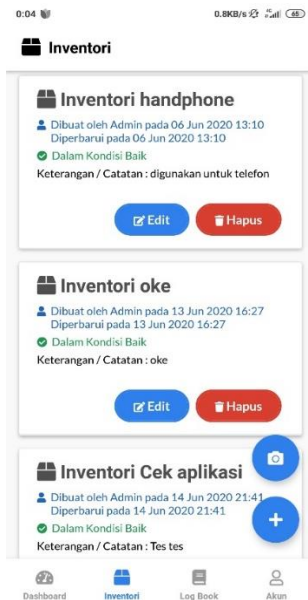 0:04
0.8KB/s
65
Inventori
Inventori handphone
Dibuat oleh Admin pada 06 Jun 2020 13:10
Diperbarui pada 06 Jun 2020 13:10
Dalam Kondisi Baik
Keterangan / Catatan : digunakan untuk telefon
Edit
Hapus
Inventori oke
Dibuat oleh Admin pada 13 Jun 2020 16:27
Diperbarui pada 13 Jun 2020 16:27
Dalam Kondisi Baik
Keterangan / Catatan : oke
Edit
Hapus
Inventori Cek aplikasi
Dibuat oleh Admin pada 14 Jun 2020 21:41
Diperbarui pada 14 Jun 2020 21:41
Dalam Kondisi Baik
Keterangan / Catatan : Tes tes
Dashboard
Inventori
Log Book
Akun